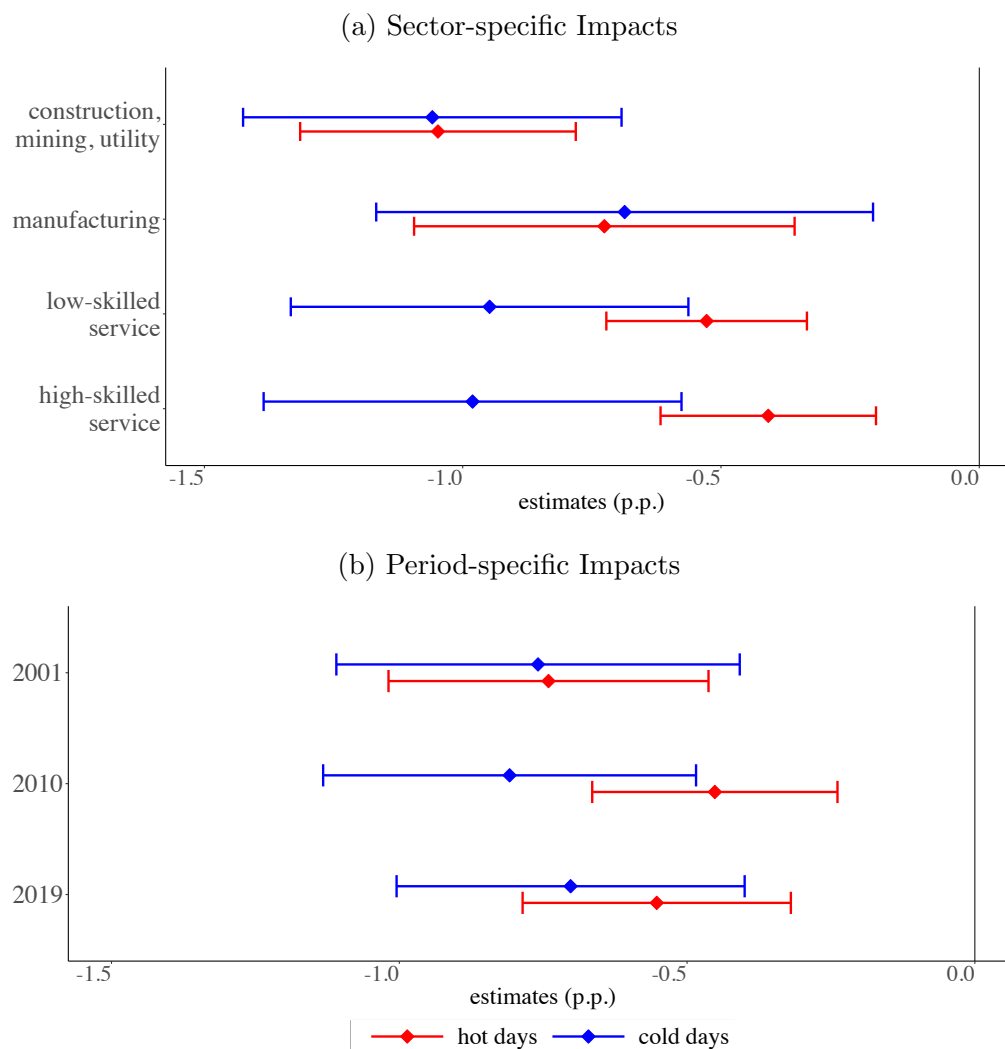 (a) Sector-specific Impacts
construction,
mining, utility
manufacturing
low-skilled
service
high-skilled
service
-1.5 -1.0 -0.5 0.0
estimates (p.p.)
(b) Period-specific Impacts
2001
2010
2019
-1.5 -1.0 -0.5 0.0
estimates (p.p.)
hot days cold days